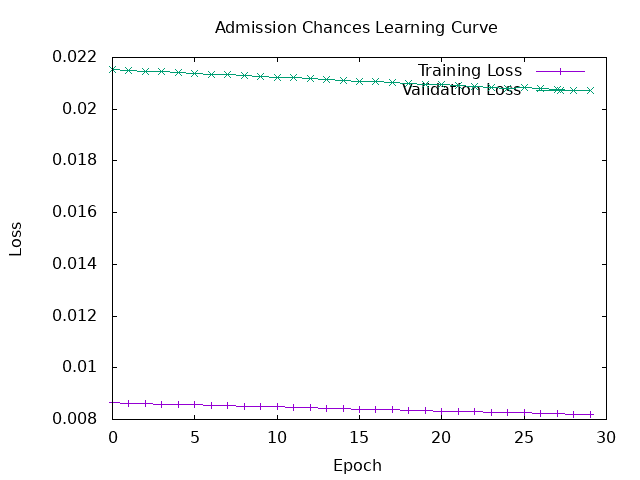 Admission Chances Learning Curve
0.022
0.02
0.018
0.016
0.014
0.012
0.01
0.008
Loss
Training Loss
Validation Loss
0 5 10 15 20 25 30
Epoch